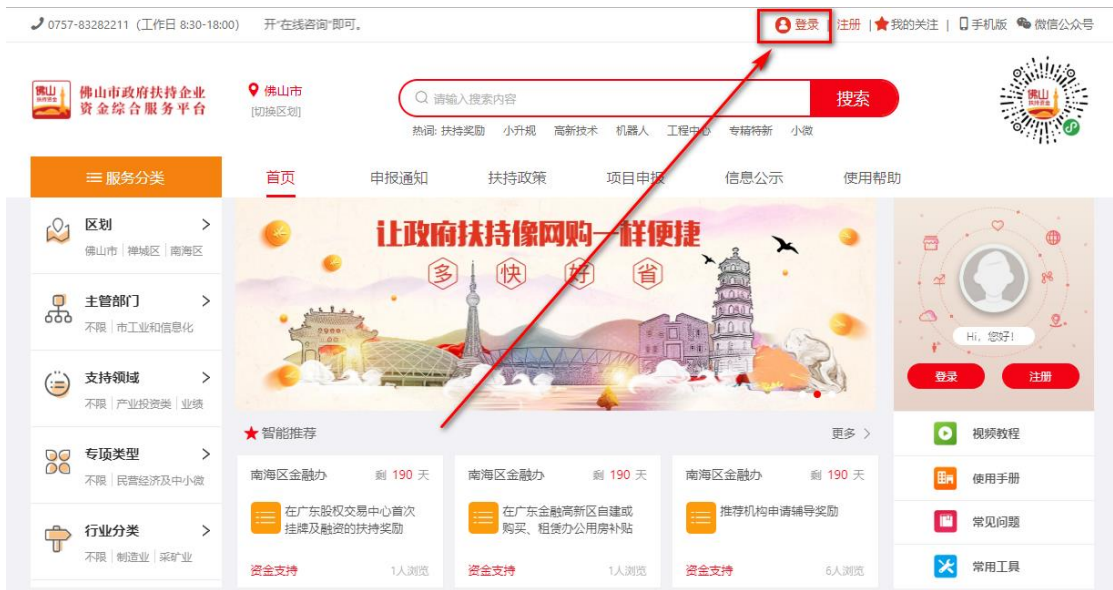 0757-83282211 (工作日 8:30-18:00) 开"在线咨询"即可。
登录 | 注册 | 我的关注 | 手机版 微信公众号
佛山市政府扶持企业
资金综合服务平台
佛山市
[切换区划]
请输入搜索内容
搜索
热词: 扶持奖励 小升规 高新技术 机器人 工程中心 专精特新 小微
佛山
扶持资金
佛山
服务分类
首页 申报通知 扶持政策 项目申报 信息公示 使用帮助
区划 >
佛山市 | 禅城区 | 南海区
主管部门 >
不限 | 市工业和信息化
支持领域 >
不限 | 产业投资类 | 业绩
专项类型 >
不限 | 民营经济及中小微
行业分类 >
不限 | 制造业 | 采矿业
让政府扶持像网购一样便捷
多 快 好 省
Hi, 您好!
登录 注册
智能推荐 更多 >
南海区金融办 剩 190 天
在广东股权交易中心首次
挂牌及融资的扶持奖励
资金支持 1人浏览
南海区金融办 剩 190 天
在广东金融高新区自建或
购买、租赁办公用房补贴
资金支持 1人浏览
南海区金融办 剩 190 天
推荐机构申请辅导奖励
资金支持 6人浏览
视频教程
使用手册
常见问题
常用工具